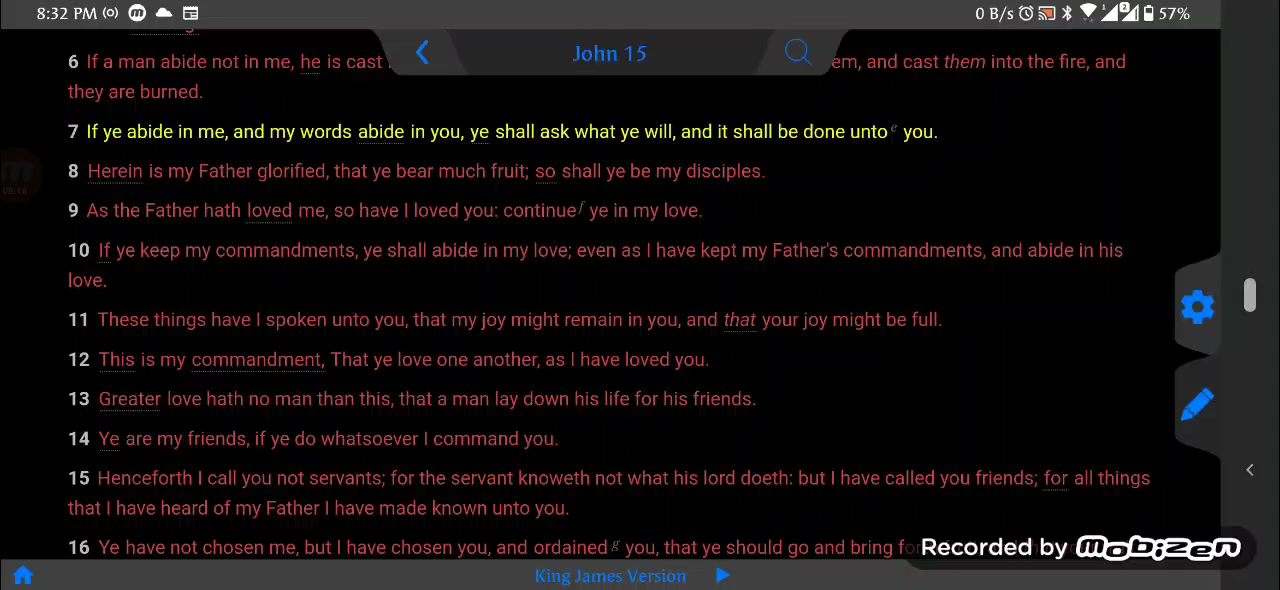 8:32 PM
0 B/s 57%
John 15
6 If a man abide not in me, he is cast em, and cast them into the fire, and
they are burned.
7 If ye abide in me, and my words abide in you, ye shall ask what ye will, and it shall be done unto e you.
8 Herein is my Father glorified, that ye bear much fruit; so shall ye be my disciples.
9 As the Father hath loved me, so have I loved you: continue f ye in my love.
10 If ye keep my commandments, ye shall abide in my love; even as I have kept my Father's commandments, and abide in his
love.
11 These things have I spoken unto you, that my joy might remain in you, and that your joy might be full.
12 This is my commandment, That ye love one another, as I have loved you.
13 Greater love hath no man than this, that a man lay down his life for his friends.
14 Ye are my friends, if ye do whatsoever I command you.
15 Henceforth I call you not servants; for the servant knoweth not what his lord doeth: but I have called you friends; for all things
that I have heard of my Father I have made known unto you.
16 Ye have not chosen me, but I have chosen you, and ordained g you, that ye should go and bring
Recorded by mobizen
King James Version